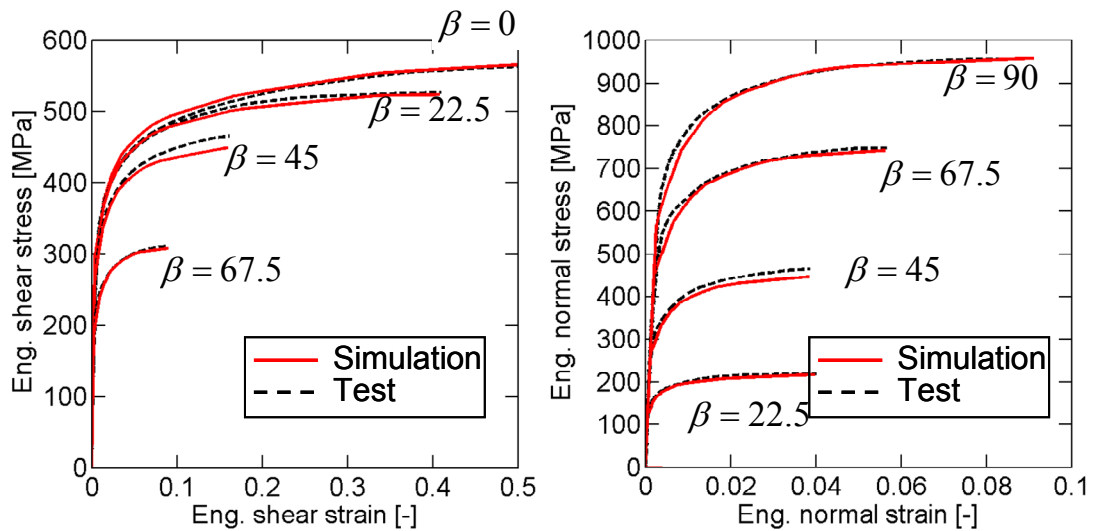 β = 0
600
500
400
300
200
100
0
Eng. shear stress [MPa]
β = 22.5
β = 45
β = 67.5
Simulation
Test
0
0.1
0.2
0.3
0.4
0.5
Eng. shear strain [-]
1000
900
800
700
600
500
400
300
200
100
0
Eng. normal stress [MPa]
β = 90
β = 67.5
β = 45
Simulation
Test
β = 22.5
0
0.02
0.04
0.06
0.08
0.1
Eng. normal strain [-]